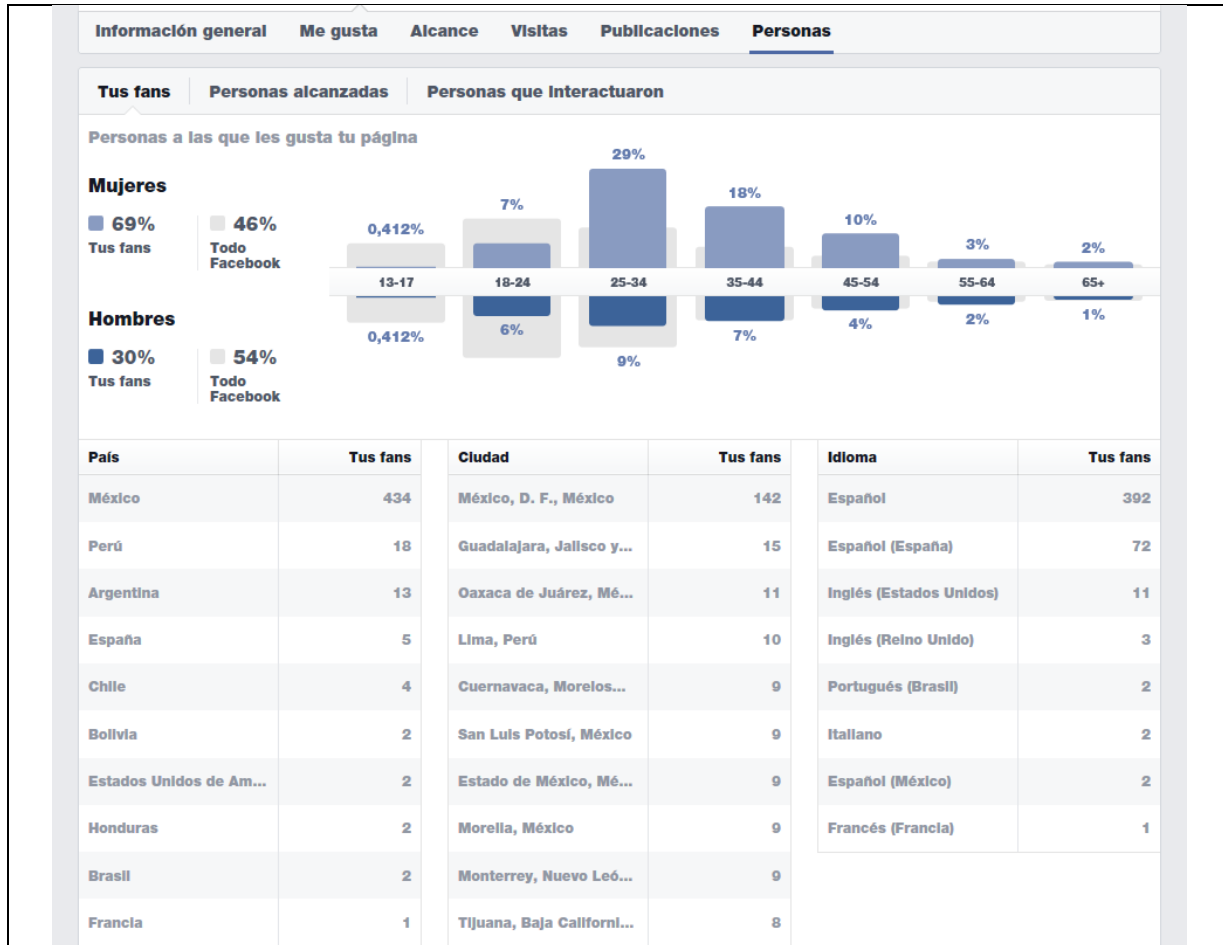 Información general Me gusta Alcance Visitas Publicaciones Personas
Tus fans Personas alcanzadas Personas que interactuaron
Personas a las que les gusta tu página
Mujeres
69% Tus fans
46% Todo Facebook
29%
18%
7%
10%
0,412%
3%
2%
13-17 18-24 25-34 35-44 45-54 55-64 65+
Hombres
30% Tus fans
54% Todo Facebook
0,412%
6%
9%
7%
4%
2%
1%
País Tus fans
México 434
Perú 18
Argentina 13
España 5
Chile 4
Bolivia 2
Estados Unidos de Am... 2
Honduras 2
Brasil 2
Francia 1
Ciudad Tus fans
México, D. F., México 142
Guadalajara, Jalisco y... 15
Oaxaca de Juárez, Mé... 11
Lima, Perú 10
Cuernavaca, Morelos... 9
San Luis Potosí, México 9
Estado de México, Mé... 9
Morelia, México 9
Monterrey, Nuevo Leó... 9
Tijuana, Baja Californi... 8
Idioma Tus fans
Español 392
Español (España) 72
Inglés (Estados Unidos) 11
Inglés (Reino Unido) 3
Portugués (Brasil) 2
Italiano 2
Español (México) 2
Francés (Francia) 1